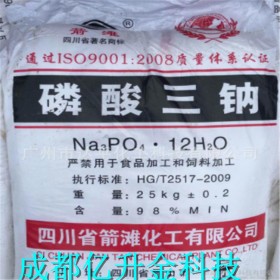 箭滩
四川省著名商标
通过ISO9001:2008质量体系认证
磷酸三钠
Na₃PO₄·12H₂O
严禁用于食品加工和饲料加工
执行标准:HG/T2517-2009
重量:25kg±0.2
含量:98%MIN
四川省箭滩化工有限公司
成都亿升金科技